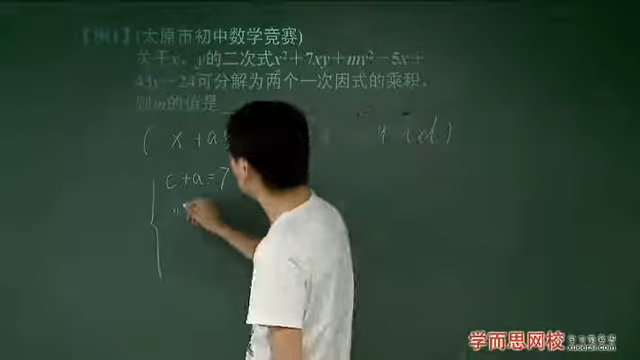 【例1】(太原市初中数学竞赛)
关于x、y的二次式x²+7xy+my²-5x+
43y-24可分解为两个一次因式的乘积,
则m的值是
( x +a
c+a=7
学而思网校
xueersi.com